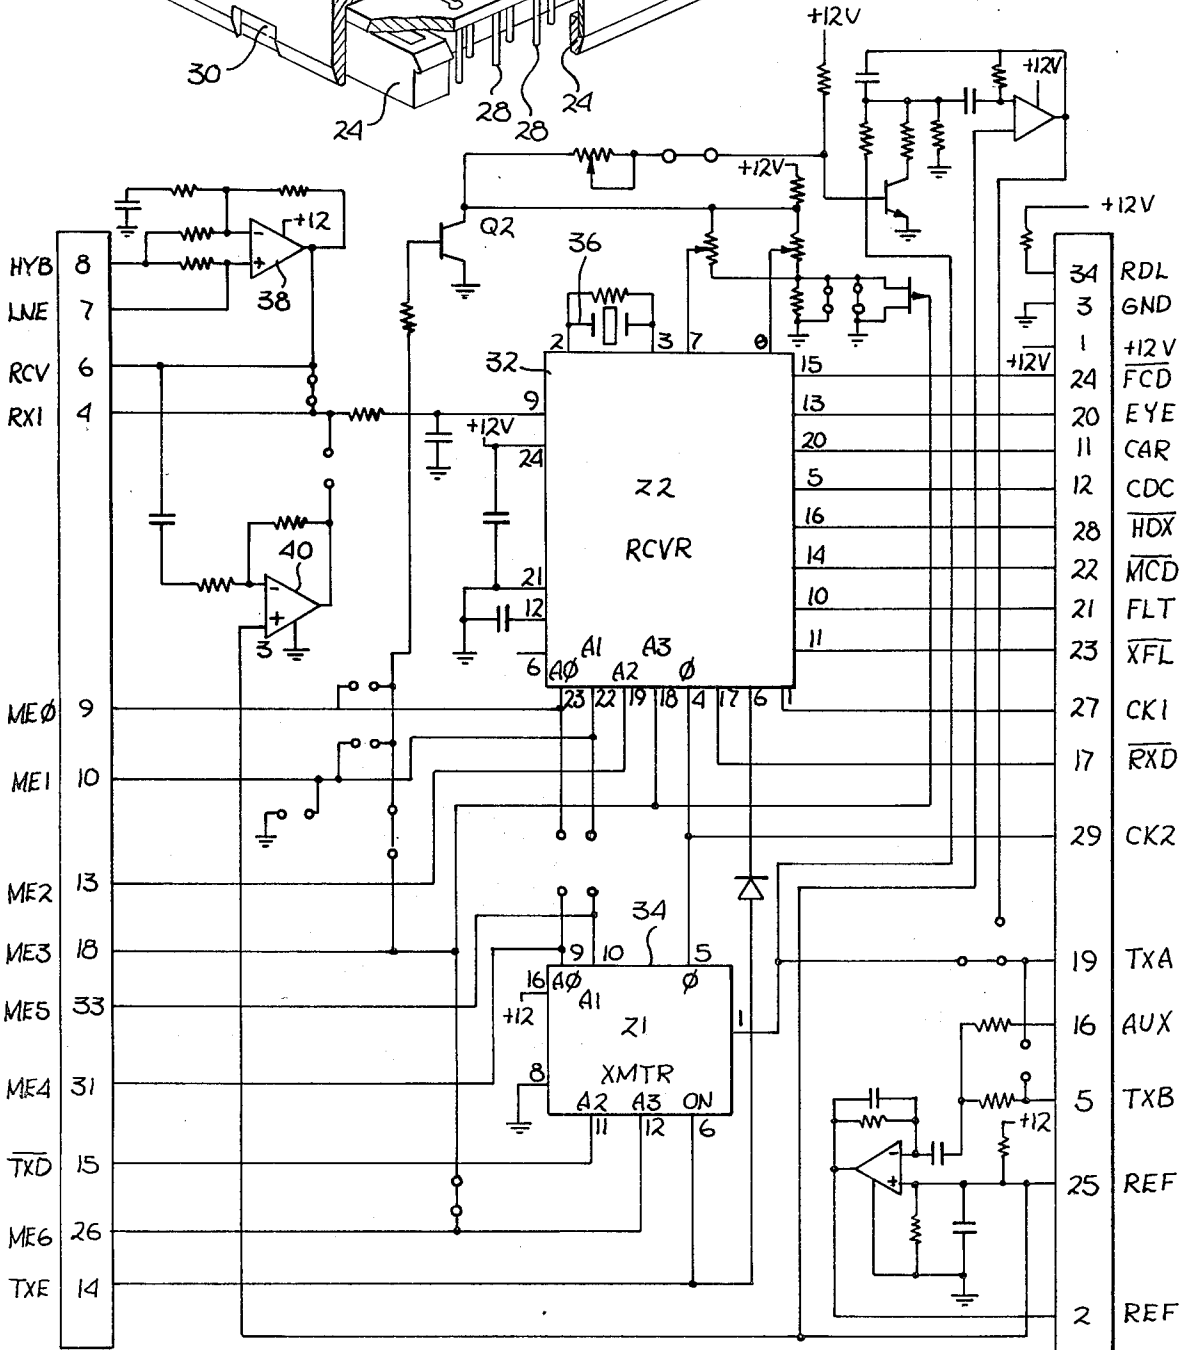 +12V
30
24
28
28
24
+12V
+12V
Q2
+12
38
36
+12V
HYB 8
LNE 7
RCV 6
RX1 4
34 RDL
3 GND
1 +12V
+12V
24 FCD
20 EYE
11 CAR
12 CDC
28 HDX
22 MCD
21 FLT
23 XFL
27 CK1
17 RXD
29 CK2
2 3 7 8
32
15
9
13
+12V
20
24
5
Z2
16
RCVR
14
40
21
10
12
11
3
6
AØ A1 A2 A3 Ø
23 22 19 18 4 17 6 1
MEØ 9
ME1 10
ME2 13
ME3 18
ME5 33
ME4 31
TXD 15
ME6 26
TXE 14
34
9 10 5
16 AØ A1 Ø
+12
Z1
1
8
XMTR
A2 A3 ON
11 12 6
19 TXA
16 AUX
5 TXB
+12
25 REF
2 REF